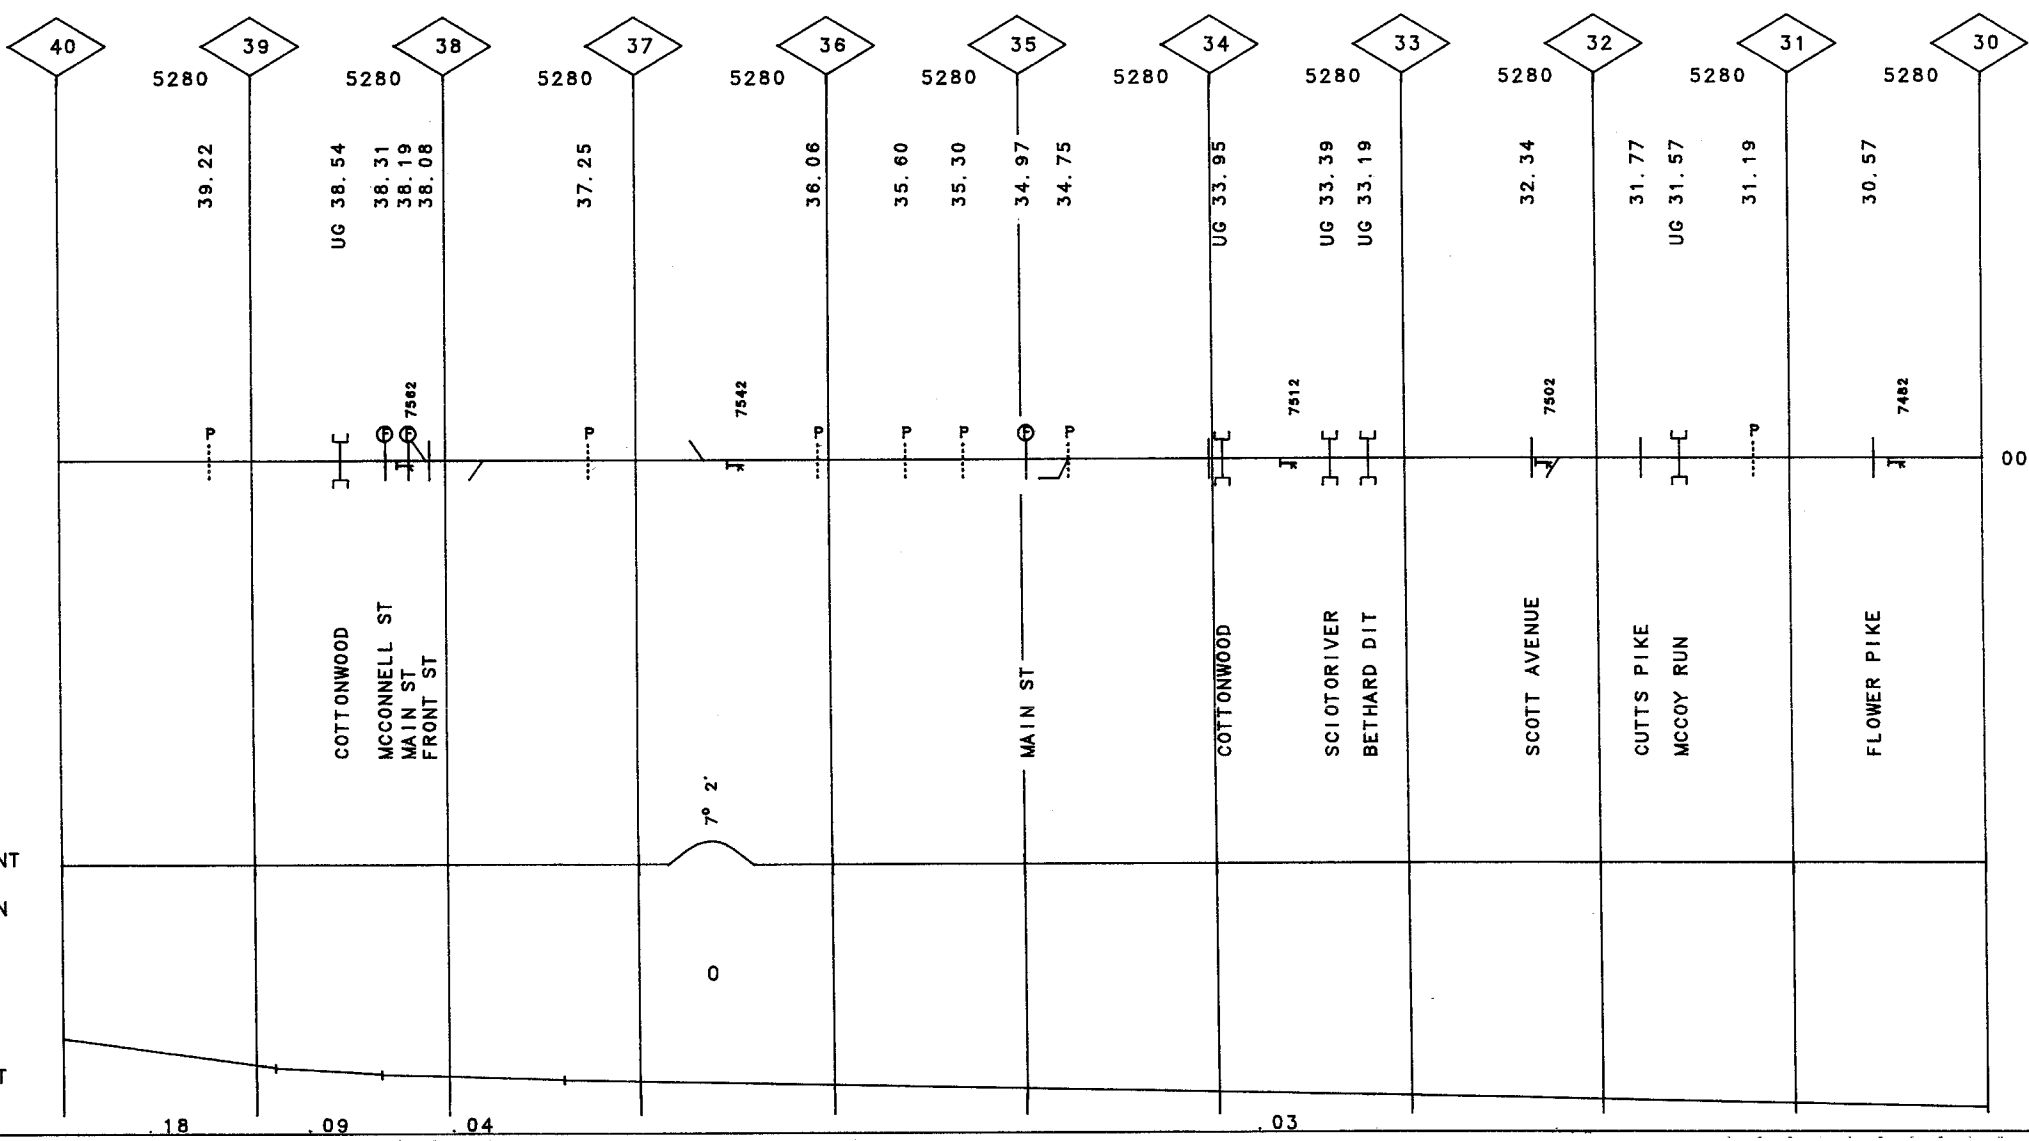 40 39 38 37 36 35 34 33 32 31 30
5280 5280 5280 5280 5280 5280 5280 5280 5280 5280
39.22
UG 38.54
38.31
38.19
38.08
37.25
36.06
35.60
35.30
34.97
34.75
UG 33.95
UG 33.39
UG 33.19
32.34
31.77
UG 31.57
31.19
30.57
7562
7542
7512
7502
7482
P F F P P P P F P P
00
COTTONWOOD
MCCONNELL ST
MAIN ST
FRONT ST
MAIN ST
COTTONWOOD
SCIOTORIVER
BETHARD DIT
SCOTT AVENUE
CUTTS PIKE
MCCOY RUN
FLOWER PIKE
7° 2'
NT
N
0
T
.18 .09 .04 .03